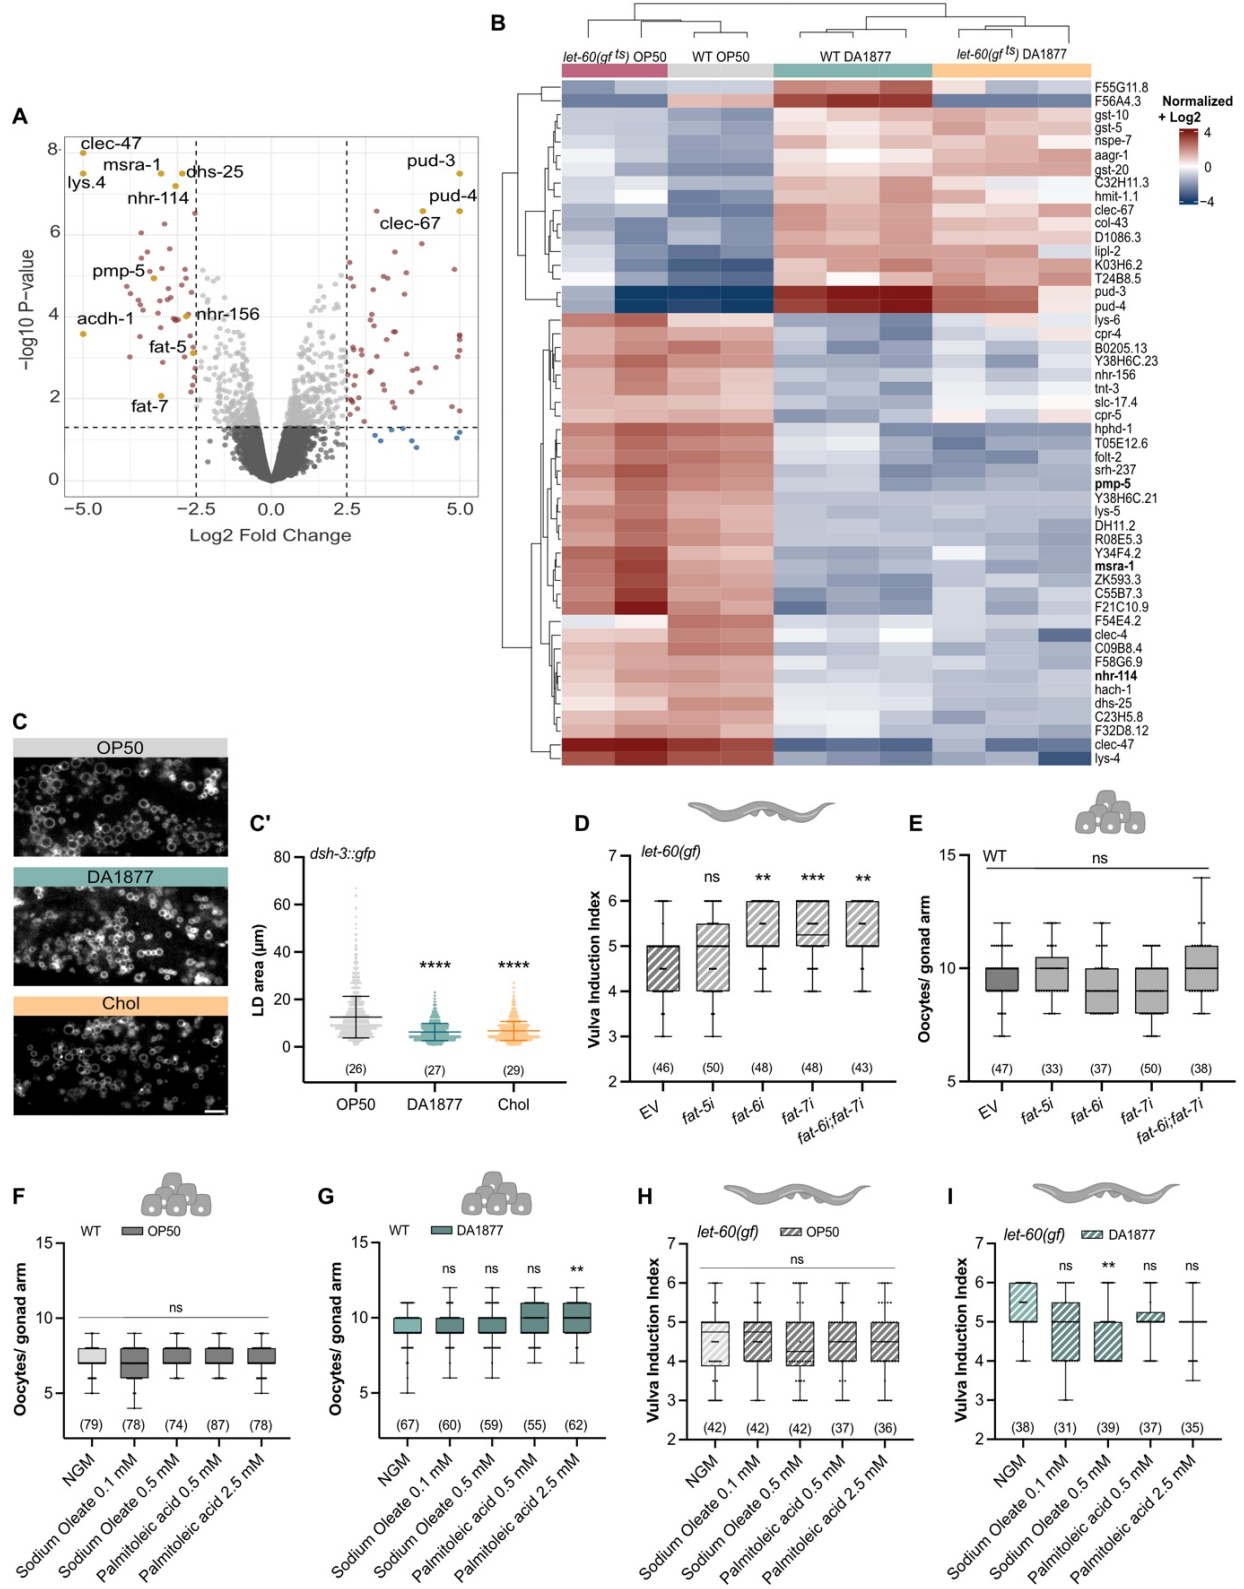 A
clec-47
msra-1
dhs-25
lys.4
nhr-114
pud-3
pud-4
clec-67
pmp-5
acdh-1
nhr-156
fat-5
fat-7
8
6
4
2
0
−log10 P−value
−5.0 −2.5 0.0 2.5 5.0
Log2 Fold Change
B
let-60(gf ts) OP50 WT OP50 WT DA1877 let-60(gf ts) DA1877
F55G11.8
F56A4.3
gst-10
gst-5
nspe-7
aagr-1
gst-20
C32H11.3
hmit-1.1
clec-67
col-43
D1086.3
lipl-2
K03H6.2
T24B8.5
pud-3
pud-4
lys-6
cpr-4
B0205.13
Y38H6C.23
nhr-156
tnt-3
slc-17.4
cpr-5
hphd-1
T05E12.6
folt-2
srh-237
pmp-5
Y38H6C.21
lys-5
DH11.2
R08E5.3
Y34F4.2
msra-1
ZK593.3
C55B7.3
F21C10.9
F54E4.2
clec-4
C09B8.4
F58G6.9
nhr-114
hach-1
dhs-25
C23H5.8
F32D8.12
clec-47
lys-4
Normalized
+ Log2
4
0
−4
C
OP50
DA1877
Chol
C'
dsh-3::gfp
80
60
40
20
0
LD area (µm)
**** ****
(26) (27) (29)
OP50 DA1877 Chol
D
let-60(gf)
7
6
5
4
3
2
Vulva Induction Index
ns ** *** **
(46) (50) (48) (48) (43)
EV fat-5i fat-6i fat-7i fat-6i;fat-7i
E
WT
ns
15
10
5
Oocytes/ gonad arm
(47) (33) (37) (50) (38)
EV fat-5i fat-6i fat-7i fat-6i;fat-7i
F
WT OP50
15
10
5
Oocytes/ gonad arm
ns
(79) (78) (74) (87) (78)
NGM
Sodium Oleate 0.1 mM
Sodium Oleate 0.5 mM
Palmitoleic acid 0.5 mM
Palmitoleic acid 2.5 mM
G
WT DA1877
15
10
5
Oocytes/ gonad arm
ns ns ns **
(67) (60) (59) (55) (62)
NGM
Sodium Oleate 0.1 mM
Sodium Oleate 0.5 mM
Palmitoleic acid 0.5 mM
Palmitoleic acid 2.5 mM
H
let-60(gf) OP50
7
6
5
4
3
2
Vulva Induction Index
ns
(42) (42) (42) (37) (36)
NGM
Sodium Oleate 0.1 mM
Sodium Oleate 0.5 mM
Palmitoleic acid 0.5 mM
Palmitoleic acid 2.5 mM
I
let-60(gf) DA1877
7
6
5
4
3
2
Vulva Induction Index
ns ** ns ns
(38) (31) (39) (37) (35)
NGM
Sodium Oleate 0.1 mM
Sodium Oleate 0.5 mM
Palmitoleic acid 0.5 mM
Palmitoleic acid 2.5 mM